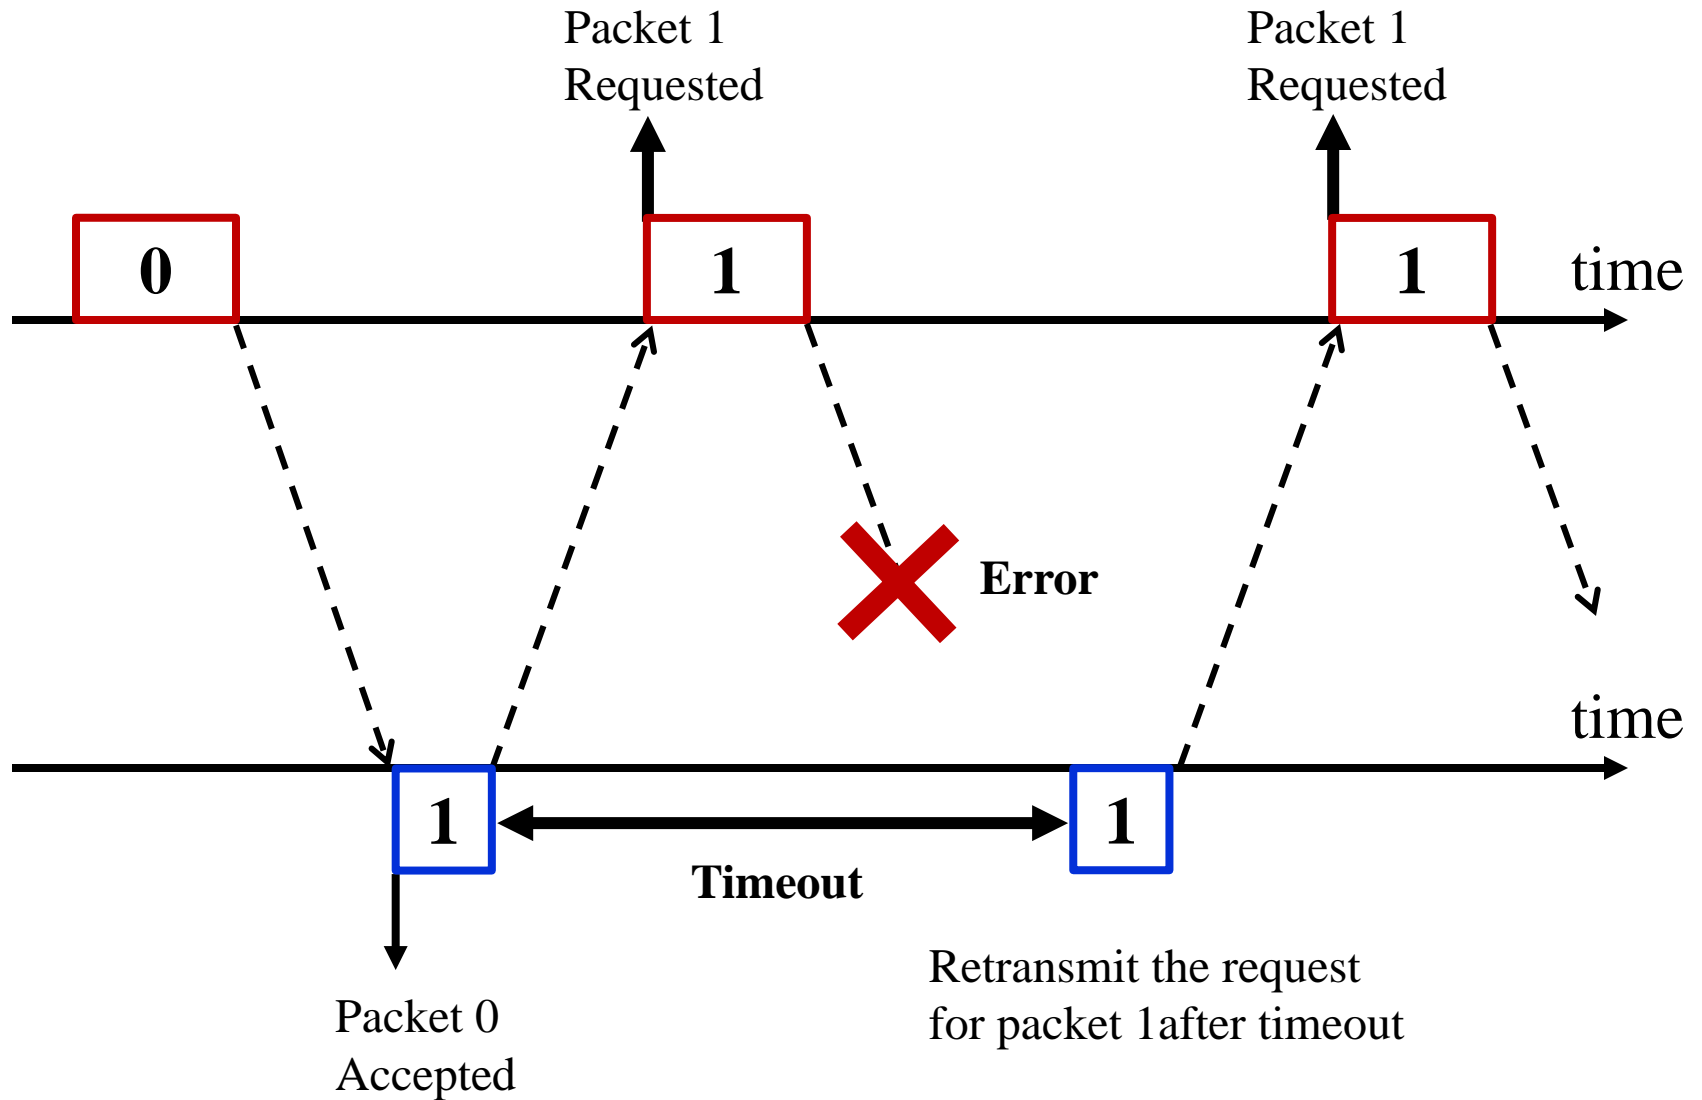 Packet 1
Requested
Packet 1
Requested
0
1
1
time
Error
time
1
1
Timeout
Packet 0
Accepted
Retransmit the request
for packet 1after timeout